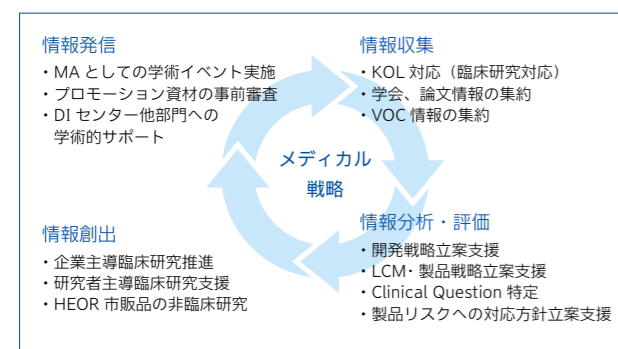 情報発信
・MA としての学術イベント実施
・プロモーション資材の事前審査
・DI センター他部門への
学術的サポート
情報収集
・KOL 対応（臨床研究対応）
・学会、論文情報の集約
・VOC 情報の集約
メディカル
戦略
情報創出
・企業主導臨床研究推進
・研究者主導臨床研究支援
・HEOR 市販品の非臨床研究
情報分析・評価
・開発戦略立案支援
・LCM・製品戦略立案支援
・Clinical Question 特定
・製品リスクへの対応方針立案支援